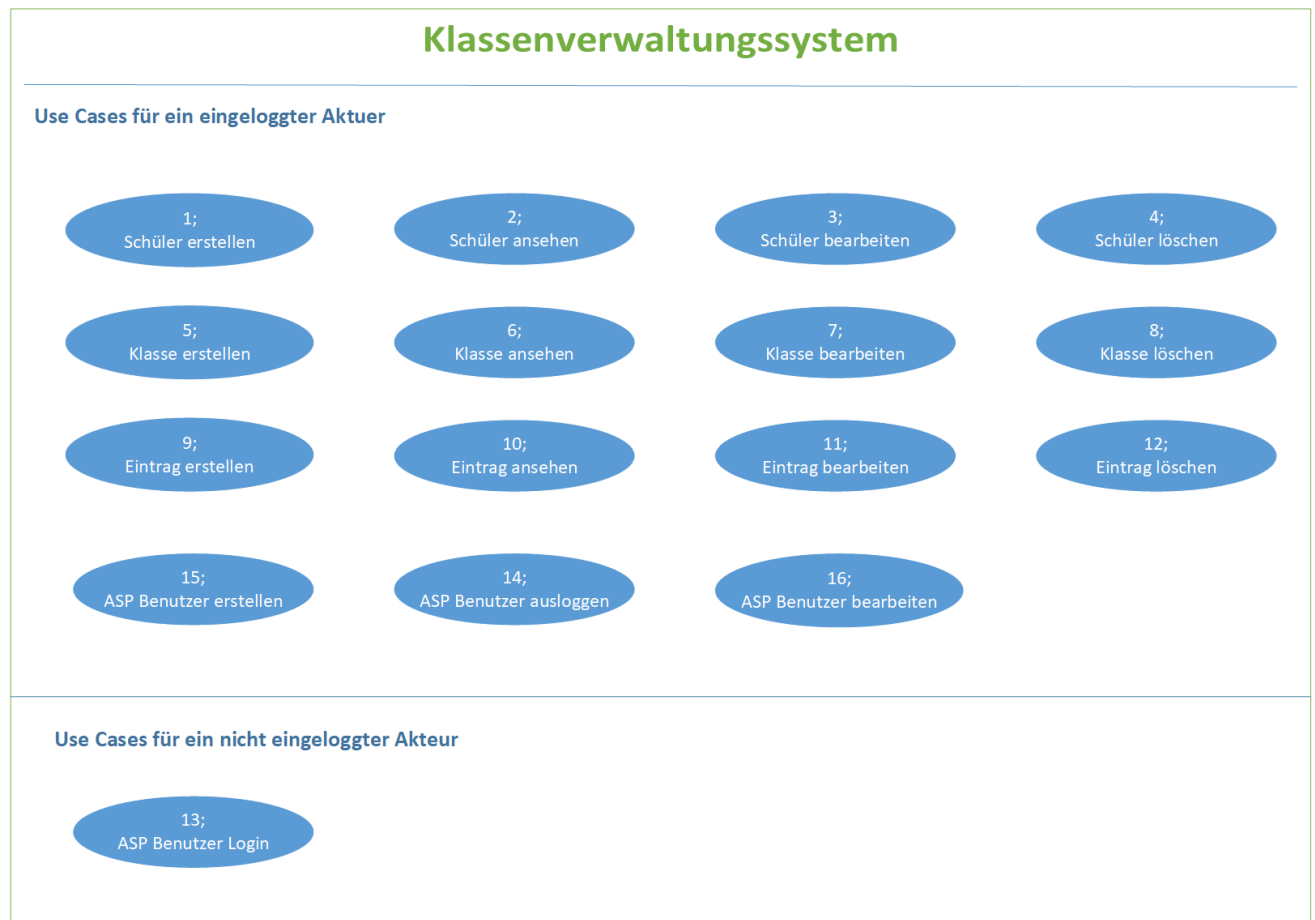 Klassenverwaltungssystem
Use Cases für ein eingeloggter Aktuer
1;
Schüler erstellen
2;
Schüler ansehen
3;
Schüler bearbeiten
4;
Schüler löschen
5;
Klasse erstellen
6;
Klasse ansehen
7;
Klasse bearbeiten
8;
Klasse löschen
9;
Eintrag erstellen
10;
Eintrag ansehen
11;
Eintrag bearbeiten
12;
Eintrag löschen
15;
ASP Benutzer erstellen
14;
ASP Benutzer ausloggen
16;
ASP Benutzer bearbeiten
Use Cases für ein nicht eingeloggter Akteur
13;
ASP Benutzer Login